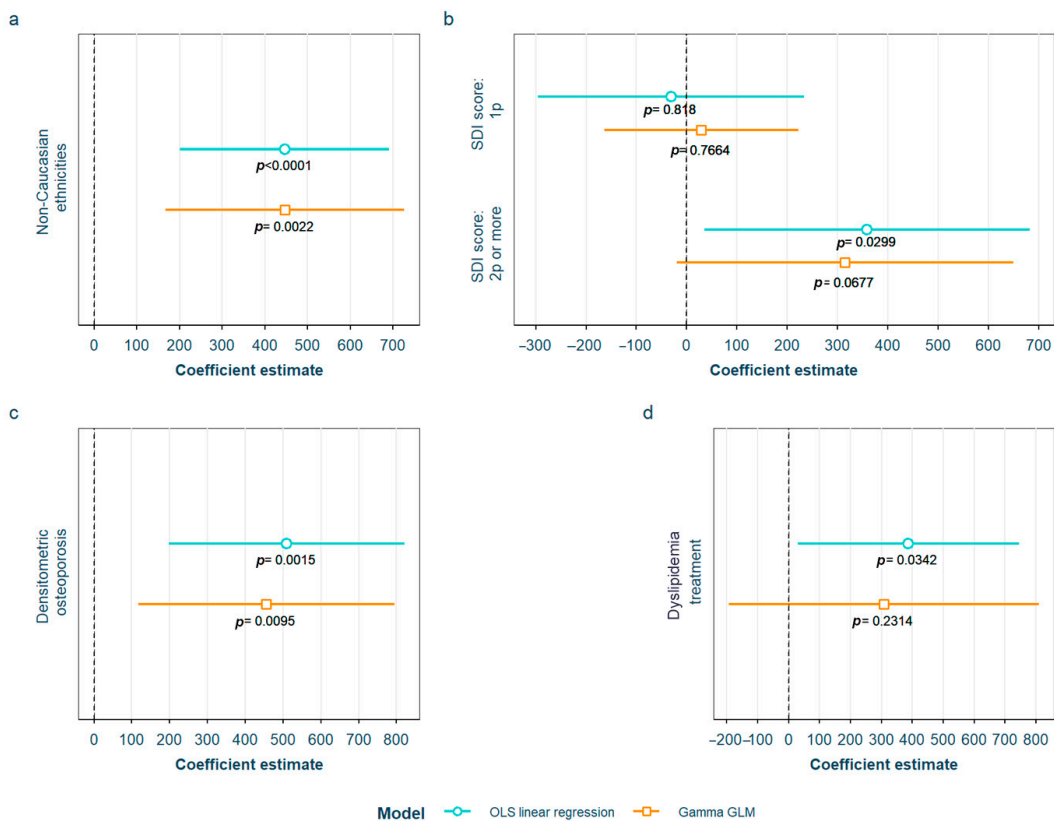 a
Non-Caucasian
ethnicities
p<0.0001
p= 0.0022
0 100 200 300 400 500 600 700
Coefficient estimate
b
SDI score:
1p
SDI score:
2p or more
p= 0.818
p= 0.7664
p= 0.0299
p= 0.0677
−300 −200 −100 0 100 200 300 400 500 600 700
Coefficient estimate
c
Densitometric
osteoporosis
p= 0.0015
p= 0.0095
0 100 200 300 400 500 600 700 800
Coefficient estimate
d
Dyslipidemia
treatment
p= 0.0342
p= 0.2314
−200 −100 0 100 200 300 400 500 600 700 800
Coefficient estimate
Model OLS linear regression Gamma GLM